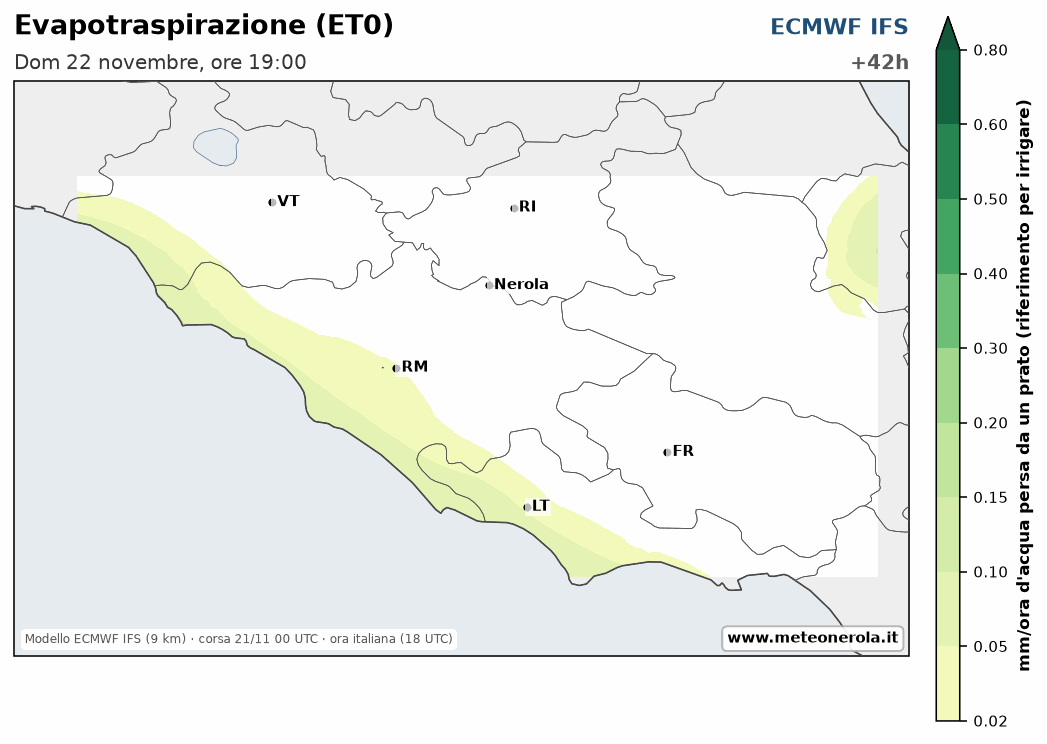 Evapotraspirazione (ET0)
ECMWF IFS
Dom 22 novembre, ore 19:00
+42h
VT
RI
Nerola
RM
FR
LT
0.80
0.60
0.50
0.40
0.30
0.20
0.15
0.10
0.05
0.02
mm/ora d'acqua persa da un prato (riferimento per irrigare)
Modello ECMWF IFS (9 km) · corsa 21/11 00 UTC · ora italiana (18 UTC)
www.meteonerola.it